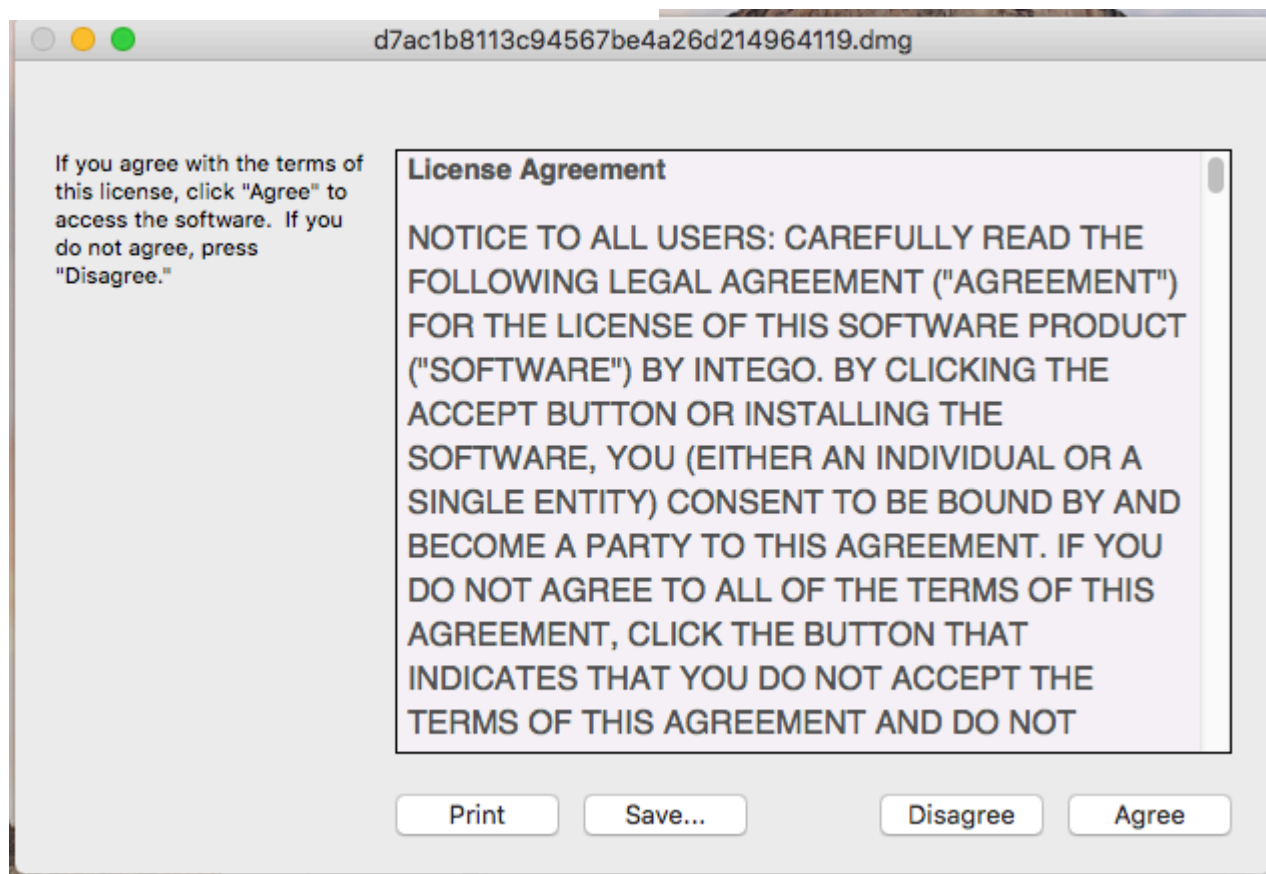 d7ac1b8113c94567be4a26d214964119.dmg
If you agree with the terms of
this license, click "Agree" to
access the software.  If you
do not agree, press
"Disagree."
License Agreement
NOTICE TO ALL USERS: CAREFULLY READ THE
FOLLOWING LEGAL AGREEMENT ("AGREEMENT")
FOR THE LICENSE OF THIS SOFTWARE PRODUCT
("SOFTWARE") BY INTEGO. BY CLICKING THE
ACCEPT BUTTON OR INSTALLING THE
SOFTWARE, YOU (EITHER AN INDIVIDUAL OR A
SINGLE ENTITY) CONSENT TO BE BOUND BY AND
BECOME A PARTY TO THIS AGREEMENT. IF YOU
DO NOT AGREE TO ALL OF THE TERMS OF THIS
AGREEMENT, CLICK THE BUTTON THAT
INDICATES THAT YOU DO NOT ACCEPT THE
TERMS OF THIS AGREEMENT AND DO NOT
Print Save... Disagree Agree